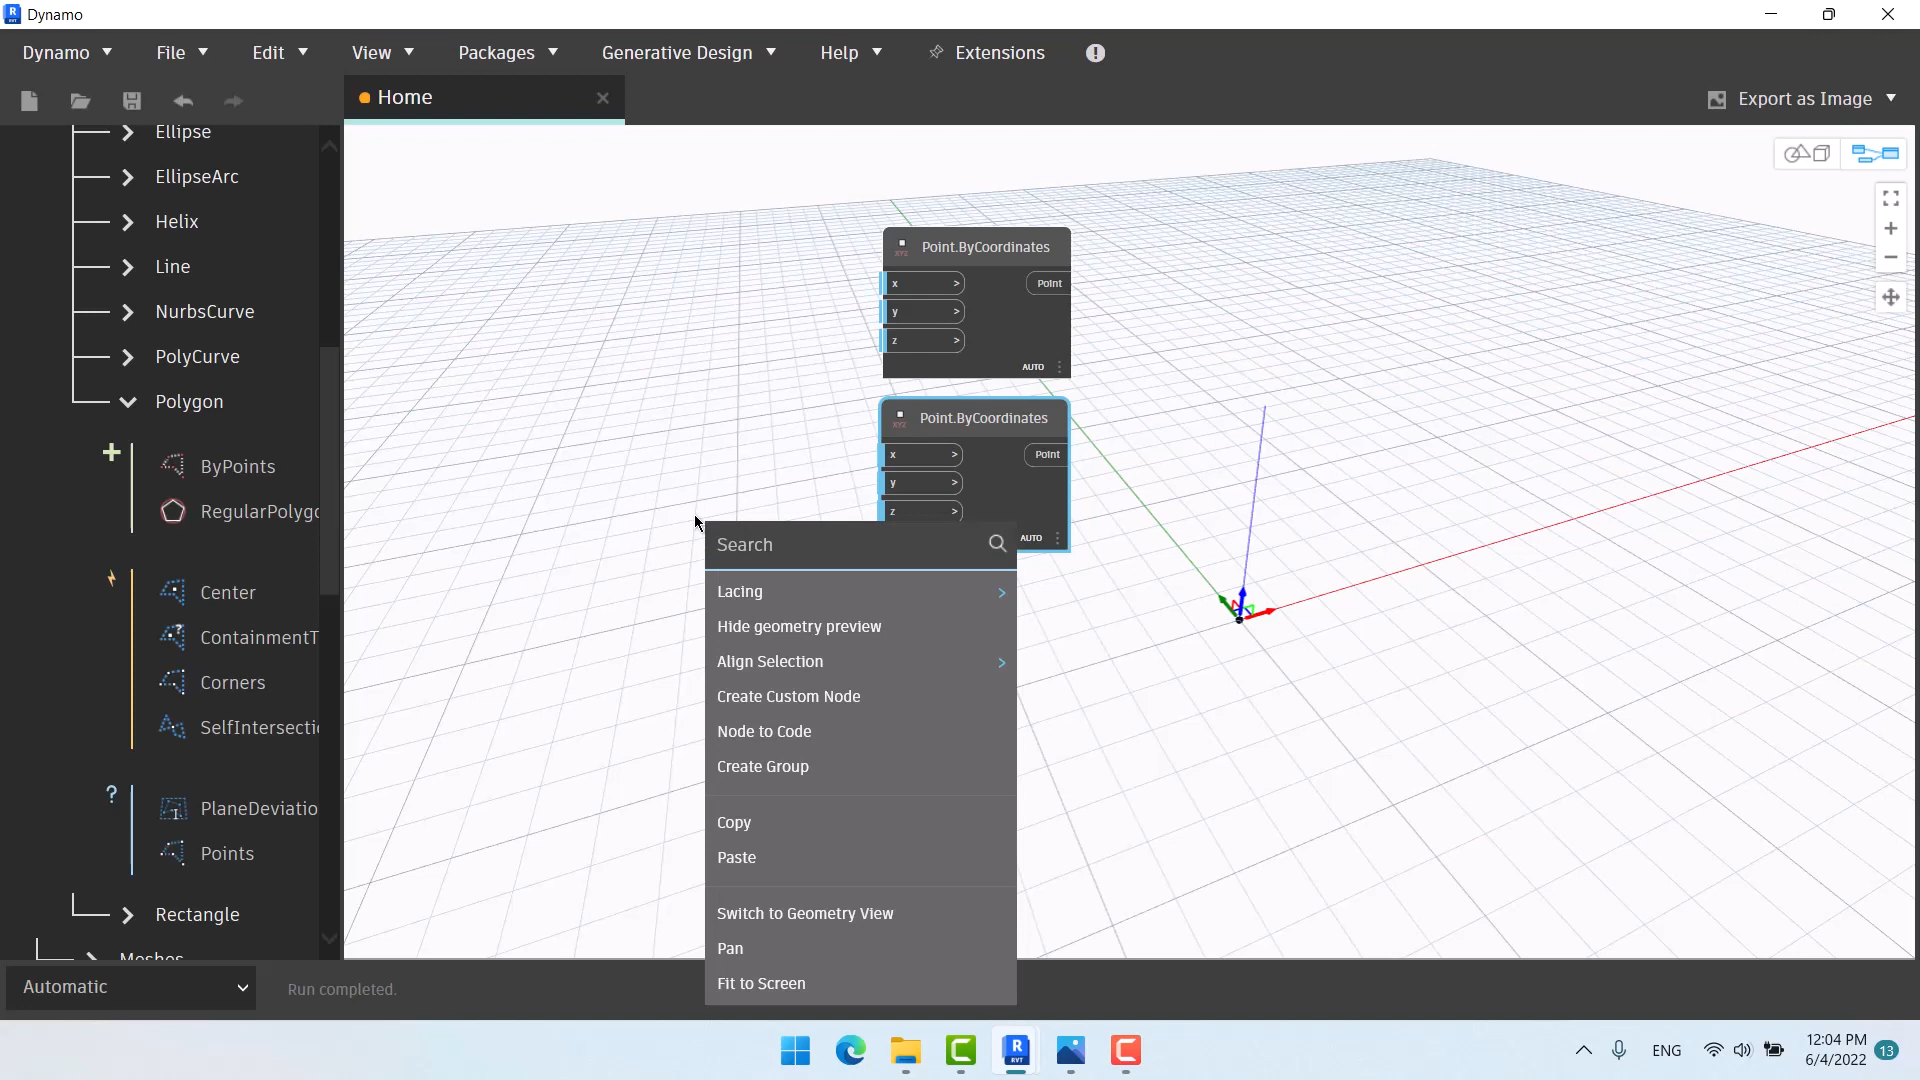 Dynamo
Dynamo File Edit View Packages Generative Design Help Extensions
Home
Export as Image
Ellipse
EllipseArc
Helix
Line
NurbsCurve
PolyCurve
Polygon
ByPoints
RegularPolygo
Center
ContainmentT
Corners
SelfIntersecti
PlaneDeviatio
Points
Rectangle
Meshes
Point.ByCoordinates
x > Point
y >
z >
AUTO
Point.ByCoordinates
x > Point
y >
z >
AUTO
Search
Lacing >
Hide geometry preview
Align Selection >
Create Custom Node
Node to Code
Create Group
Copy
Paste
Switch to Geometry View
Pan
Fit to Screen
Automatic
Run completed.
ENG
12:04 PM
6/4/2022
13